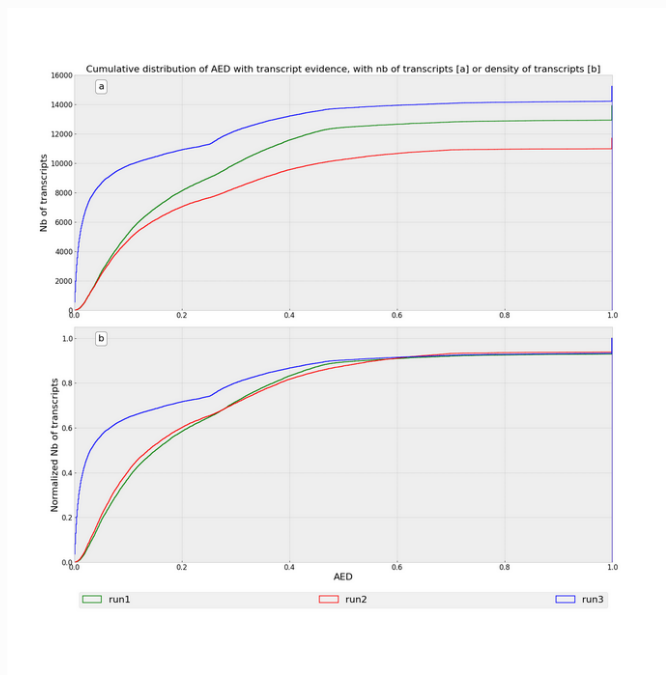 Cumulative distribution of AED with transcript evidence, with nb of transcripts [a] or density of transcripts [b]
a
16000
14000
12000
10000
8000
6000
4000
2000
0
Nb of transcripts
0.0 0.2 0.4 0.6 0.8 1.0
b
1.0
0.8
0.6
0.4
0.2
0.0
Normalized Nb of transcripts
0.0 0.2 0.4 0.6 0.8 1.0
AED
run1 run2 run3